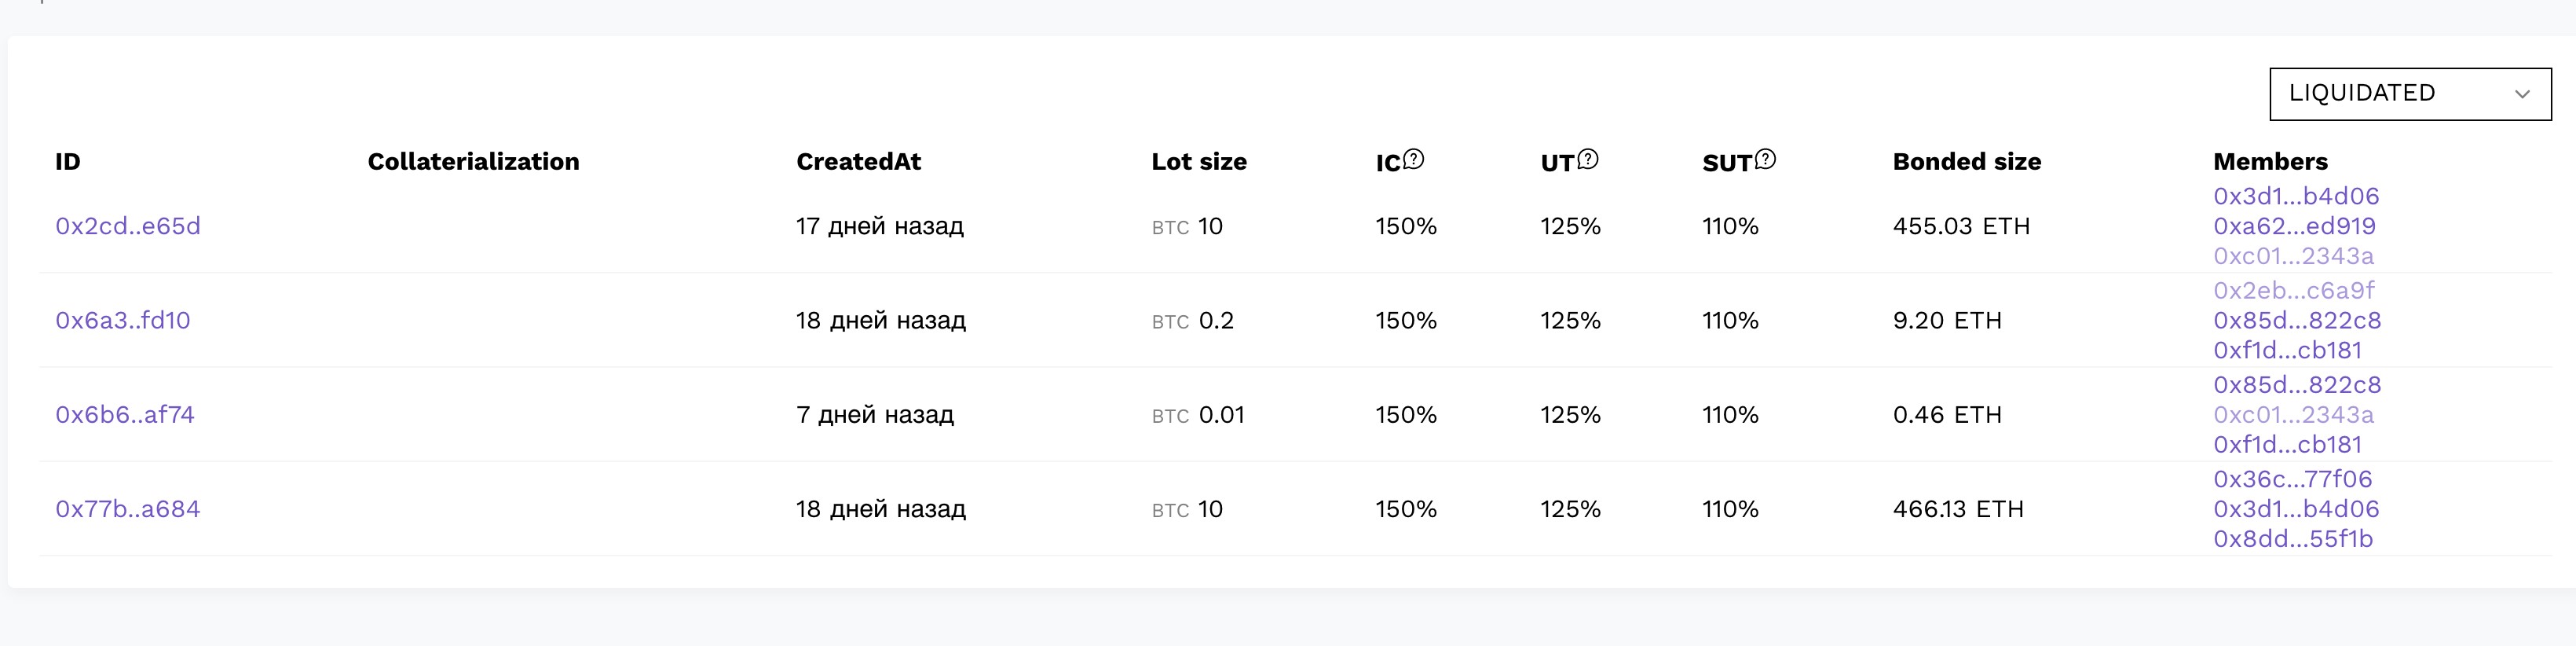 LIQUIDATED
ID Collaterialization CreatedAt Lot size IC? UT? SUT? Bonded size Members
0x2cd..e65d 17 дней назад BTC 10 150% 125% 110% 455.03 ETH 0x3d1...b4d06
0xa62...ed919
0xc01...2343a
0x6a3..fd10 18 дней назад BTC 0.2 150% 125% 110% 9.20 ETH 0x2eb...c6a9f
0x85d...822c8
0xf1d...cb181
0x6b6..af74 7 дней назад BTC 0.01 150% 125% 110% 0.46 ETH 0x85d...822c8
0xc01...2343a
0xf1d...cb181
0x77b..a684 18 дней назад BTC 10 150% 125% 110% 466.13 ETH 0x36c...77f06
0x3d1...b4d06
0x8dd...55f1b